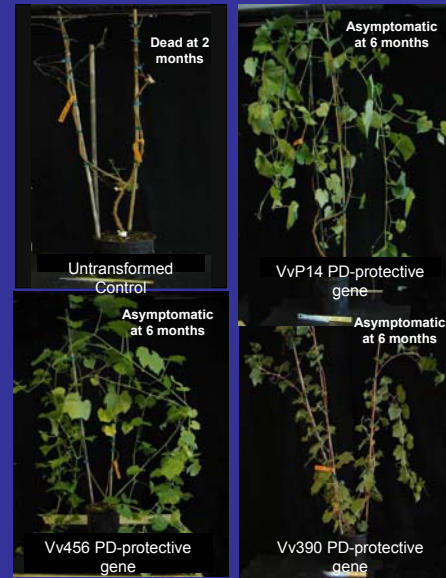 Dead at 2
months
Untransformed
Control
Asymptomatic
at 6 months
VvP14 PD-protective
gene
Asymptomatic
at 6 months
Vv456 PD-protective
gene
Asymptomatic
at 6 months
Vv390 PD-protective
gene